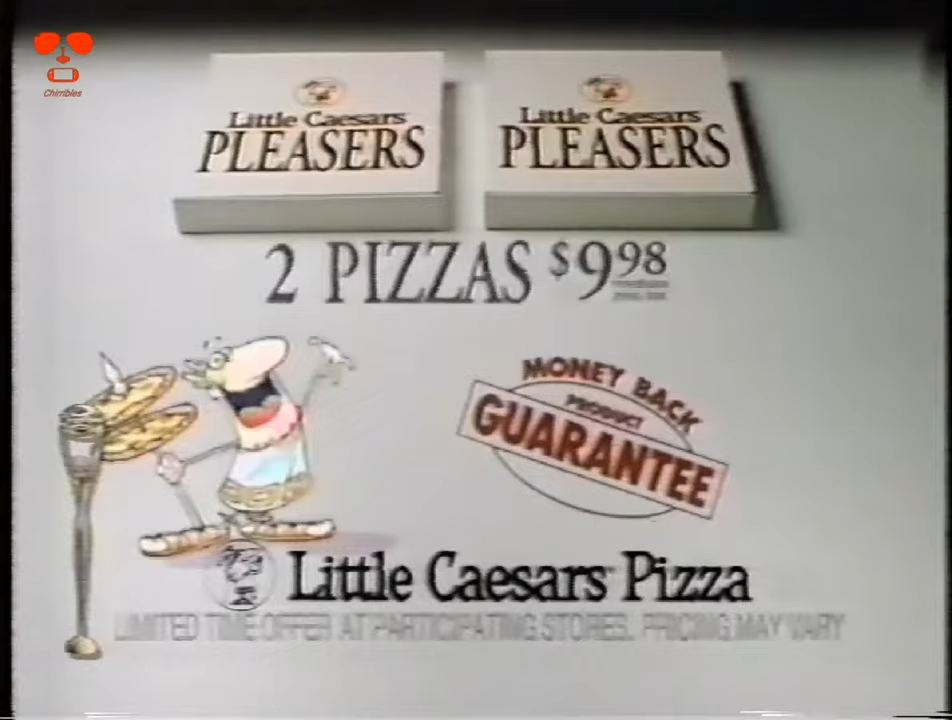 Chirribles
Little Caesars
PLEASERS
Little Caesars
PLEASERS
2 PIZZAS $9.98
MONEY BACK
PRODUCT
GUARANTEE
Little Caesars Pizza
LIMITED TIME OFFER AT PARTICIPATING STORES. PRICING MAY VARY